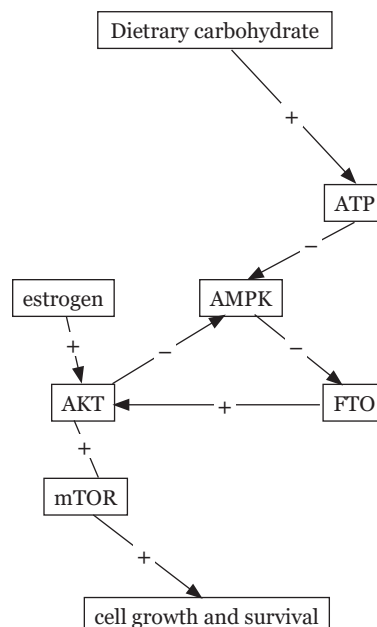 Dietrary carbohydrate
+
ATP
−
estrogen
AMPK
+
−
−
AKT
+
FTO
+
mTOR
+
cell growth and survival